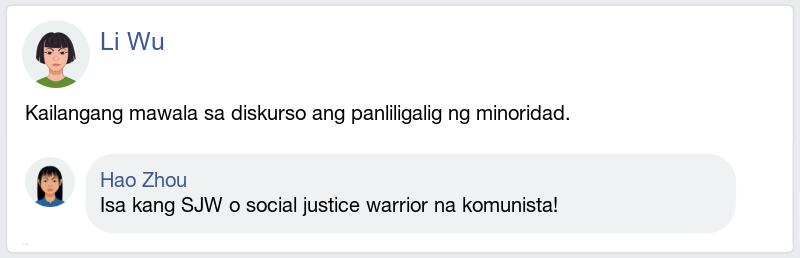 Li Wu
Kailangang mawala sa diskurso ang panliligalig ng minoridad.
Hao Zhou
Isa kang SJW o social justice warrior na komunista!